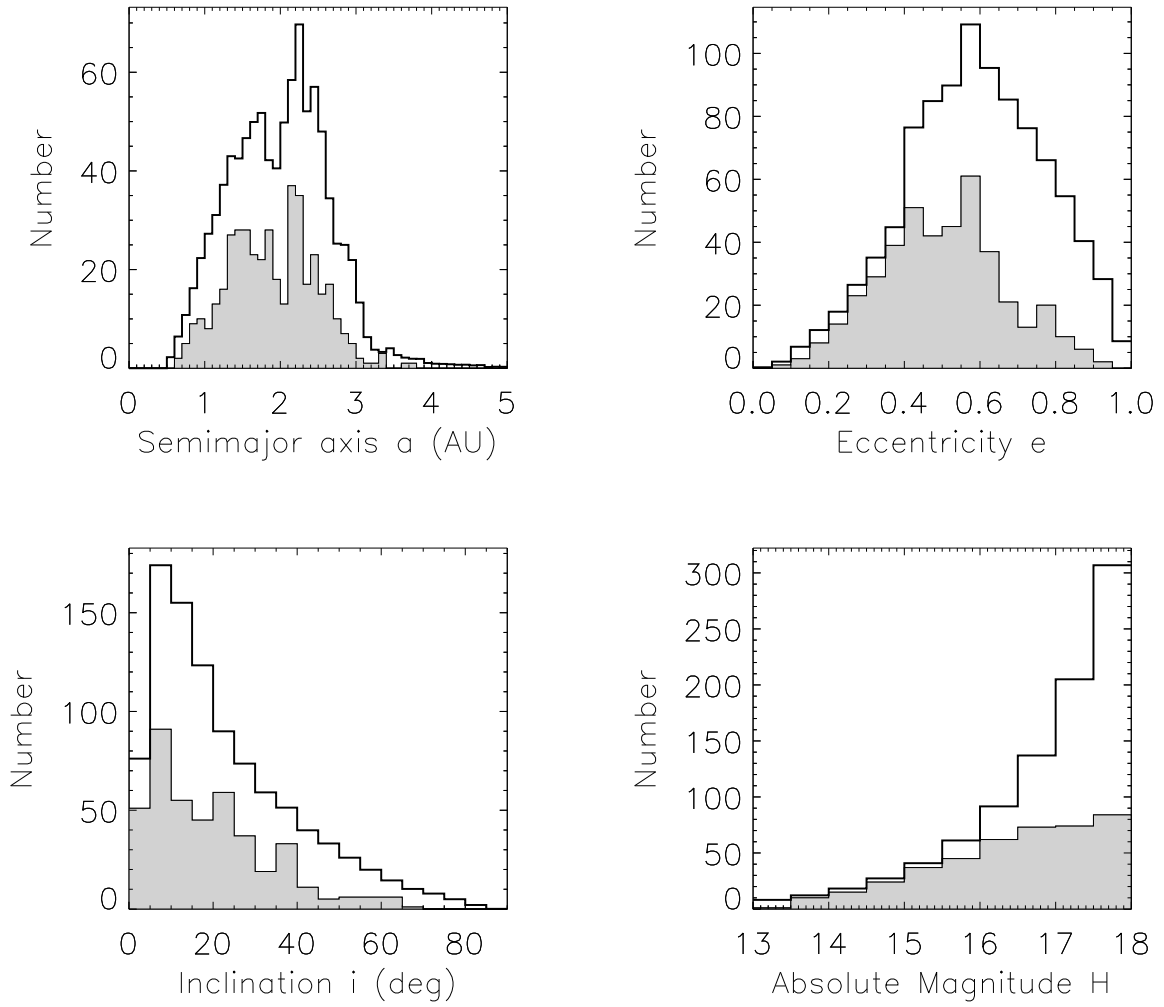 60
40
20
0
Number
0 1 2 3 4 5
Semimajor axis a (AU)
100
80
60
40
20
0
Number
0.0 0.2 0.4 0.6 0.8 1.0
Eccentricity e
150
100
50
0
Number
0 20 40 60 80
Inclination i (deg)
300
250
200
150
100
50
0
Number
13 14 15 16 17 18
Absolute Magnitude H